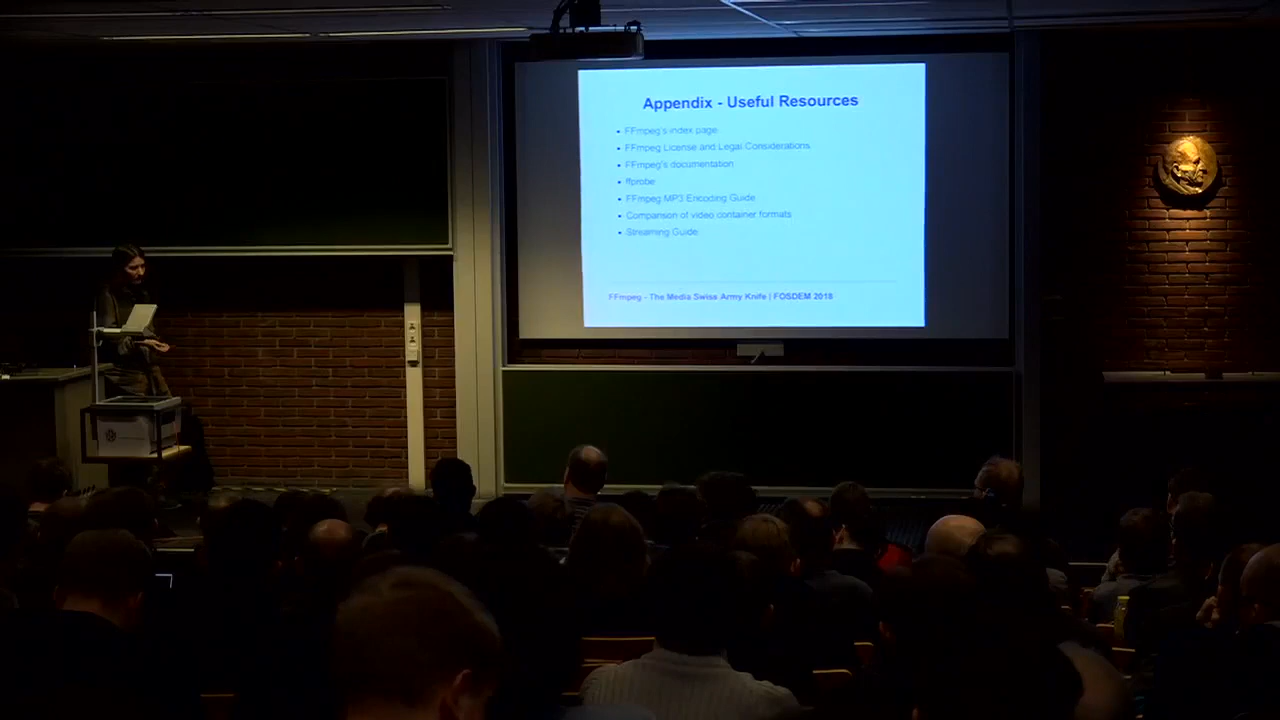 Appendix - Useful Resources
• FFmpeg's index page
• FFmpeg License and Legal Considerations
• FFmpeg's documentation
• ffprobe
• FFmpeg MP3 Encoding Guide
• Comparison of video container formats
• Streaming Guide
FFmpeg - The Media Swiss Army Knife | FOSDEM 2018